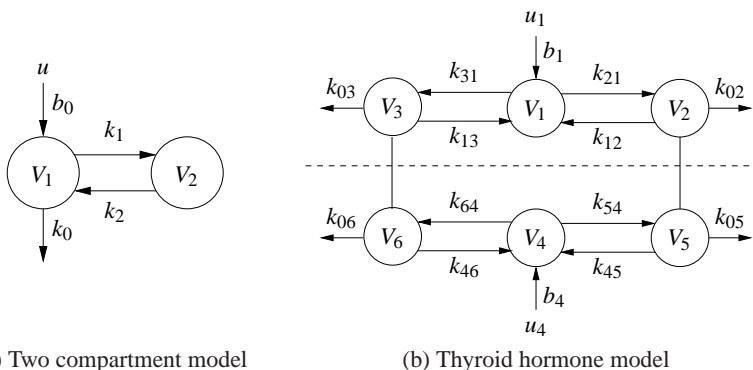 u
b₀
k₁
V₁
V₂
k₂
k₀
) Two compartment model
u₁
b₁
k₀₃
k₃₁
k₂₁
k₀₂
V₃
V₁
V₂
k₁₃
k₁₂
k₀₆
k₆₄
k₅₄
k₀₅
V₆
V₄
V₅
k₄₆
k₄₅
b₄
u₄
(b) Thyroid hormone model